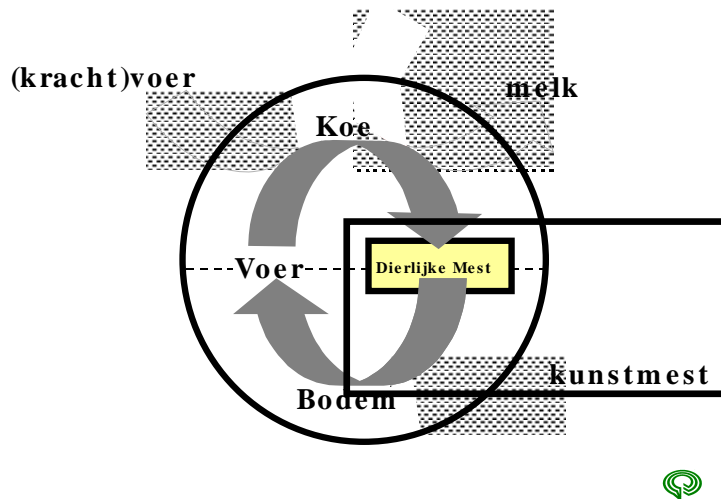 (kracht)voer
melk
Koe
Voer
Dierlijke Mest
kunstmest
Bodem